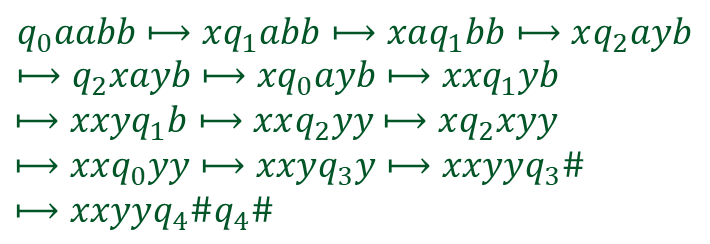 q₀aabb ⟼ xq₁abb ⟼ xaq₁bb ⟼ xq₂ayb
⟼ q₂xayb ⟼ xq₀ayb ⟼ xxq₁yb
⟼ xxyq₁b ⟼ xxq₂yy ⟼ xq₂xyy
⟼ xxq₀yy ⟼ xxyq₃y ⟼ xxyyq₃#
⟼ xxyyq₄#q₄#